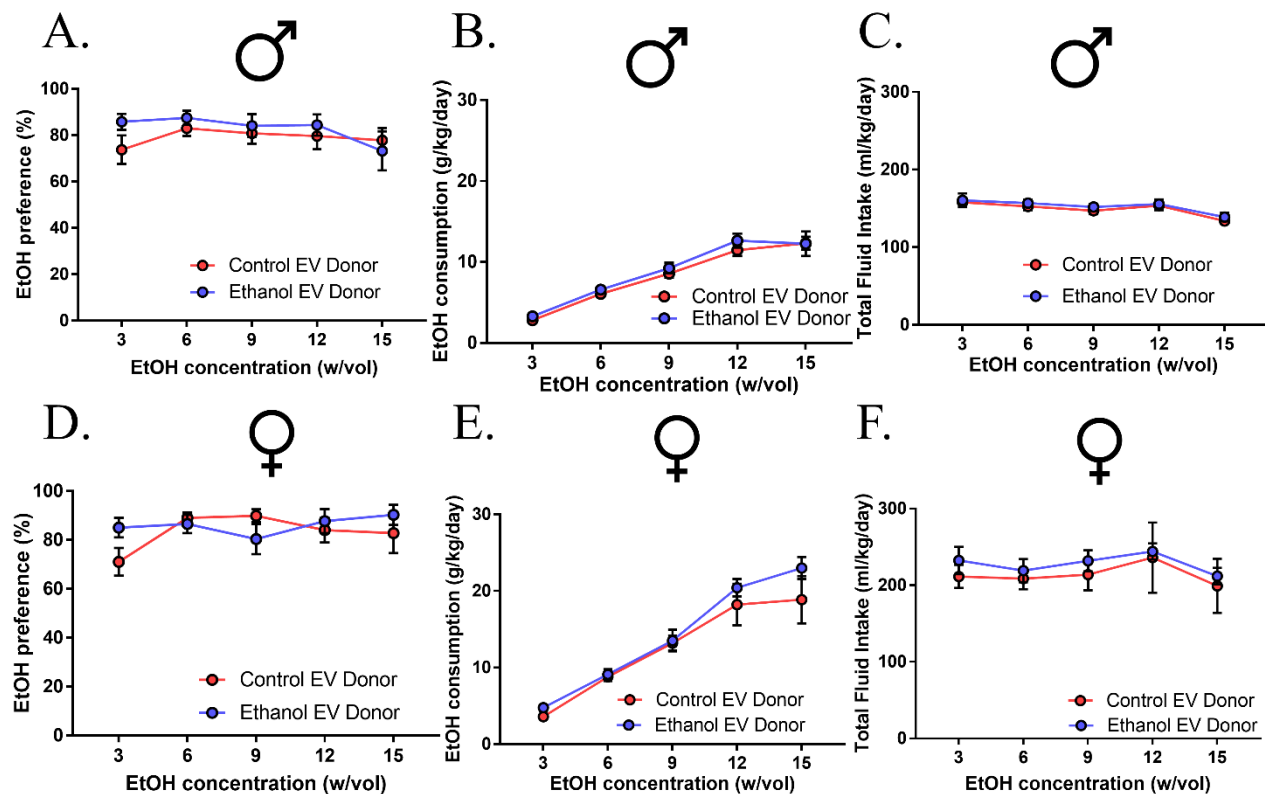 A.
EtOH preference (%)
100
80
60
40
20
0
Control EV Donor
Ethanol EV Donor
3 6 9 12 15
EtOH concentration (w/vol)
B.
EtOH consumption (g/kg/day)
30
20
10
0
Control EV Donor
Ethanol EV Donor
3 6 9 12 15
EtOH concentration (w/vol)
C.
Total Fluid Intake (ml/kg/day)
300
200
100
0
Control EV Donor
Ethanol EV Donor
3 6 9 12 15
EtOH concentration (w/vol)
D.
EtOH preference (%)
100
80
60
40
20
0
Control EV Donor
Ethanol EV Donor
3 6 9 12 15
EtOH concentration (w/vol)
E.
EtOH consumption (g/kg/day)
30
20
10
0
Control EV Donor
Ethanol EV Donor
3 6 9 12 15
EtOH concentration (w/vol)
F.
Total Fluid Intake (ml/kg/day)
300
200
100
0
Control EV Donor
Ethanol EV Donor
3 6 9 12 15
EtOH concentration (w/vol)